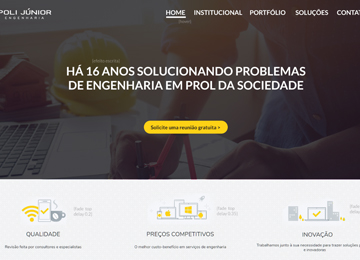 POLI JÚNIOR
ENGENHARIA
HOME INSTITUCIONAL PORTFÓLIO SOLUÇÕES CONTAT
HÁ 16 ANOS SOLUCIONANDO PROBLEMAS
DE ENGENHARIA EM PROL DA SOCIEDADE
Solicite uma reunião gratuita >
QUALIDADE PREÇOS COMPETITIVOS INOVAÇÃO
Revisão feita por consultores e especialistas
O melhor custo-benefício em serviços de engenharia.
Trabalhamos junto à sua necessidade para trazer soluções
e inovadoras